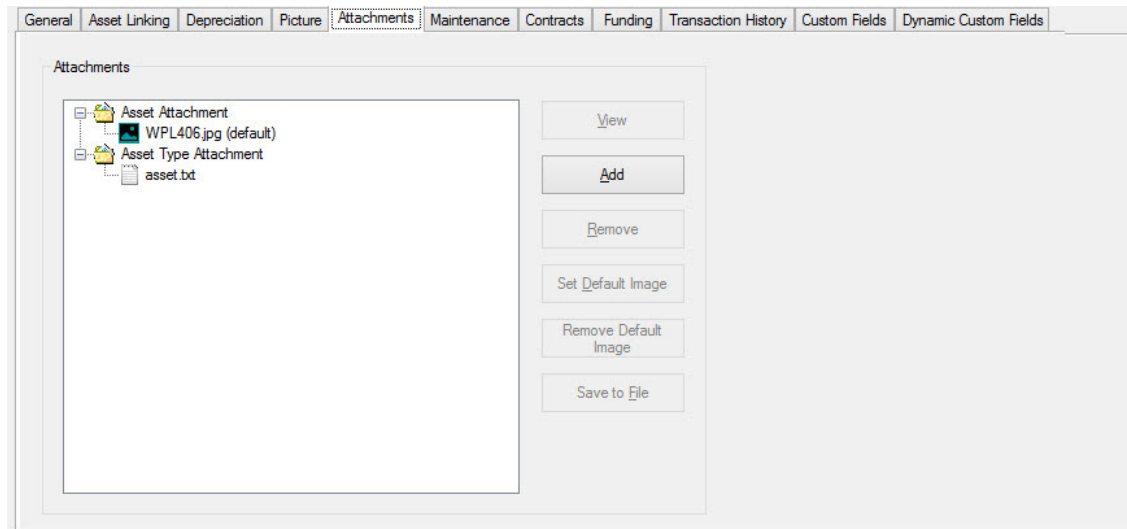 General Asset Linking Depreciation Picture Attachments Maintenance Contracts Funding Transaction History Custom Fields Dynamic Custom Fields
Attachments
Asset Attachment
WPL406.jpg (default)
Asset Type Attachment
asset.txt
View
Add
Remove
Set Default Image
Remove Default
Image
Save to File